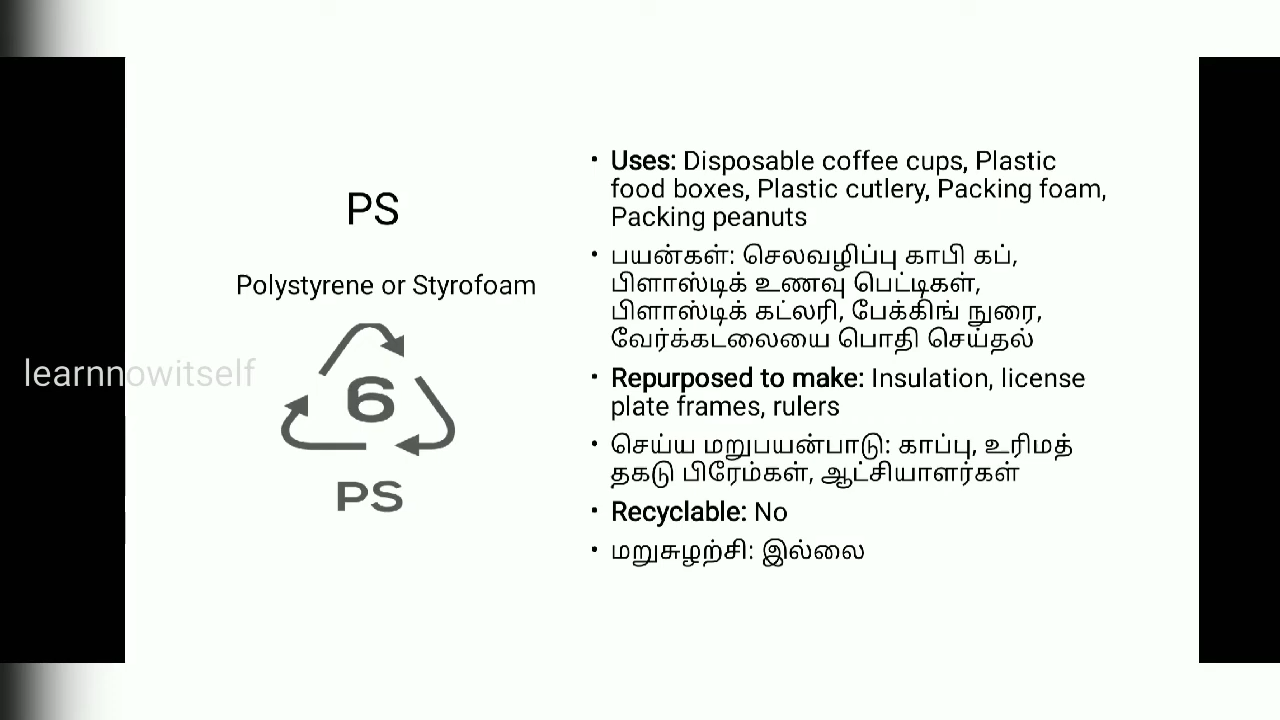 PS
Polystyrene or Styrofoam
6
PS
learnnowitself
• Uses: Disposable coffee cups, Plastic
food boxes, Plastic cutlery, Packing foam,
Packing peanuts
• பயன்கள்: செலவழிப்பு காபி கப்,
பிளாஸ்டிக் உணவு பெட்டிகள்,
பிளாஸ்டிக் கட்லரி, பேக்கிங் நுரை,
வேர்க்கடலையை பொதி செய்தல்
• Repurposed to make: Insulation, license
plate frames, rulers
• செய்ய மறுபயன்பாடு: காப்பு, உரிமத்
தகடு பிரேம்கள், ஆட்சியாளர்கள்
• Recyclable: No
• மறுசுழற்சி: இல்லை